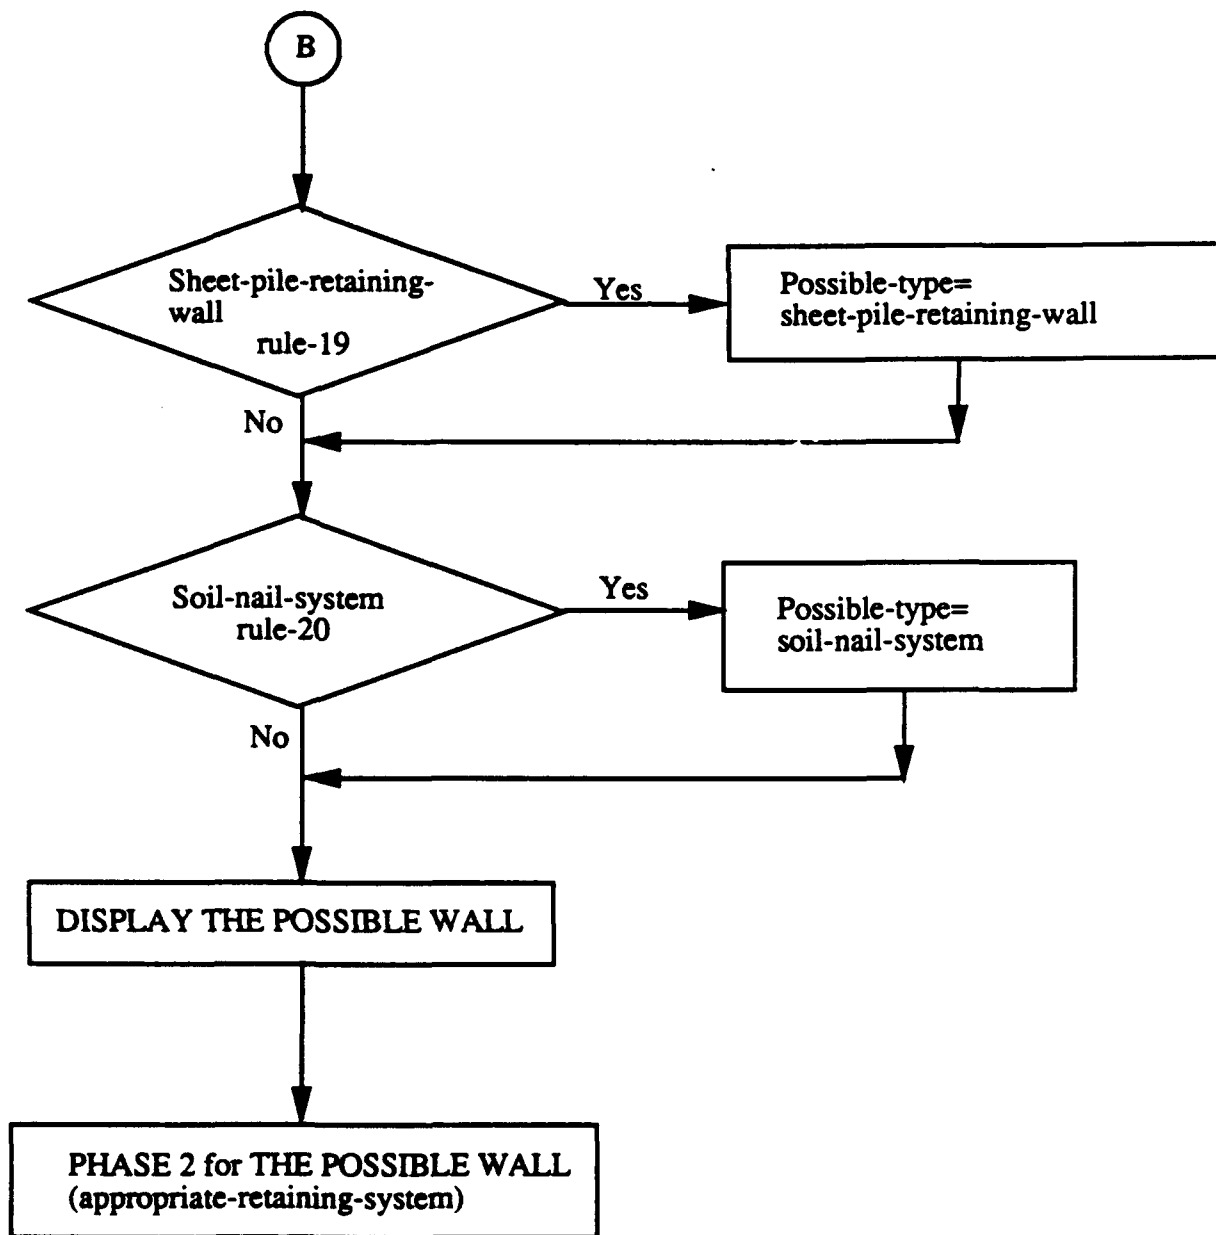 B
Sheet-pile-retaining-
wall
rule-19
Yes
Possible-type=
sheet-pile-retaining-wall
No
Soil-nail-system
rule-20
Yes
Possible-type=
soil-nail-system
No
DISPLAY THE POSSIBLE WALL
PHASE 2 for THE POSSIBLE WALL
(appropriate-retaining-system)